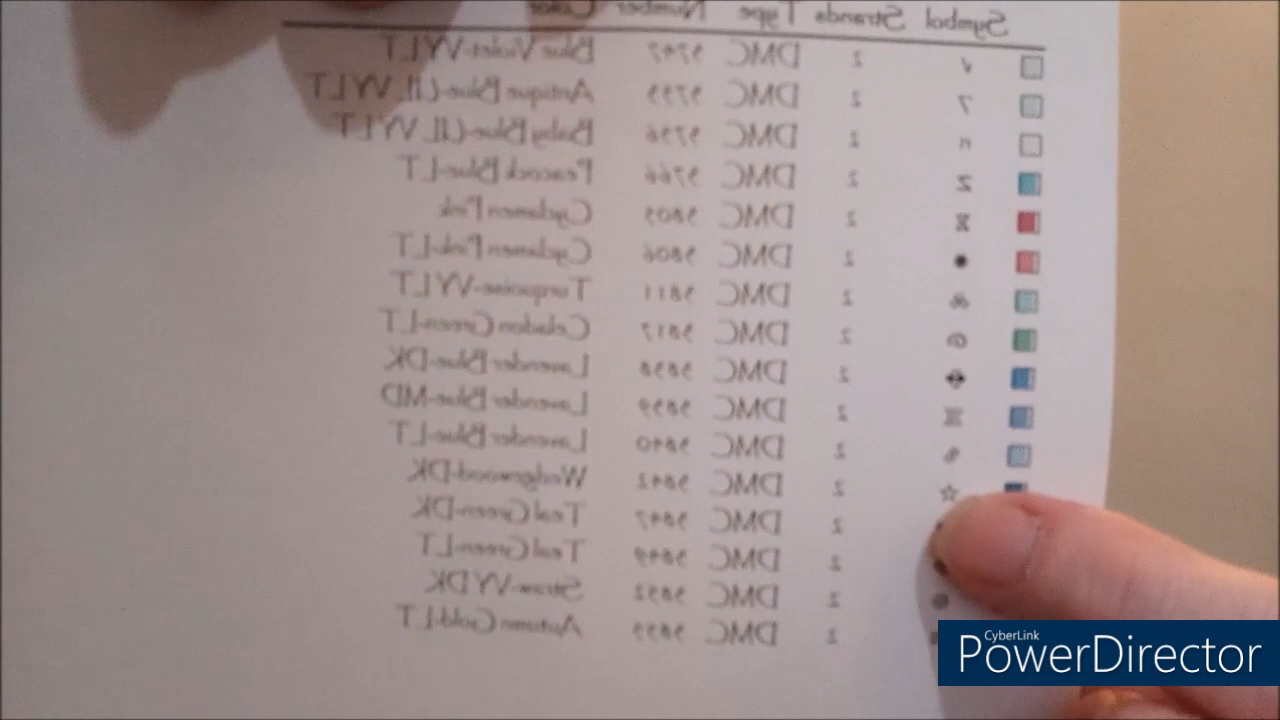 Symbol Strands Type Number Color
2 DMC 3747 Blue Violet-VY LT
7 2 DMC 3753 Antique Blue-UL VY LT
n 2 DMC 3756 Baby Blue-UL VY LT
Z 2 DMC 3766 Peacock Blue-LT
2 DMC 3805 Cyclamen Pink
2 DMC 3806 Cyclamen Pink-LT
2 DMC 3811 Turquoise-VY LT
2 DMC 3817 Celadon Green-LT
2 DMC 3838 Lavender Blue-DK
2 DMC 3839 Lavender Blue-MD
2 DMC 3840 Lavender Blue-LT
☆ 2 DMC 3842 Wedgewood-DK
2 DMC 3847 Teal Green-DK
2 DMC 3849 Teal Green-LT
2 DMC 3852 Straw-VY DK
2 DMC 3855 Autumn Gold-LT
CyberLink
PowerDirector